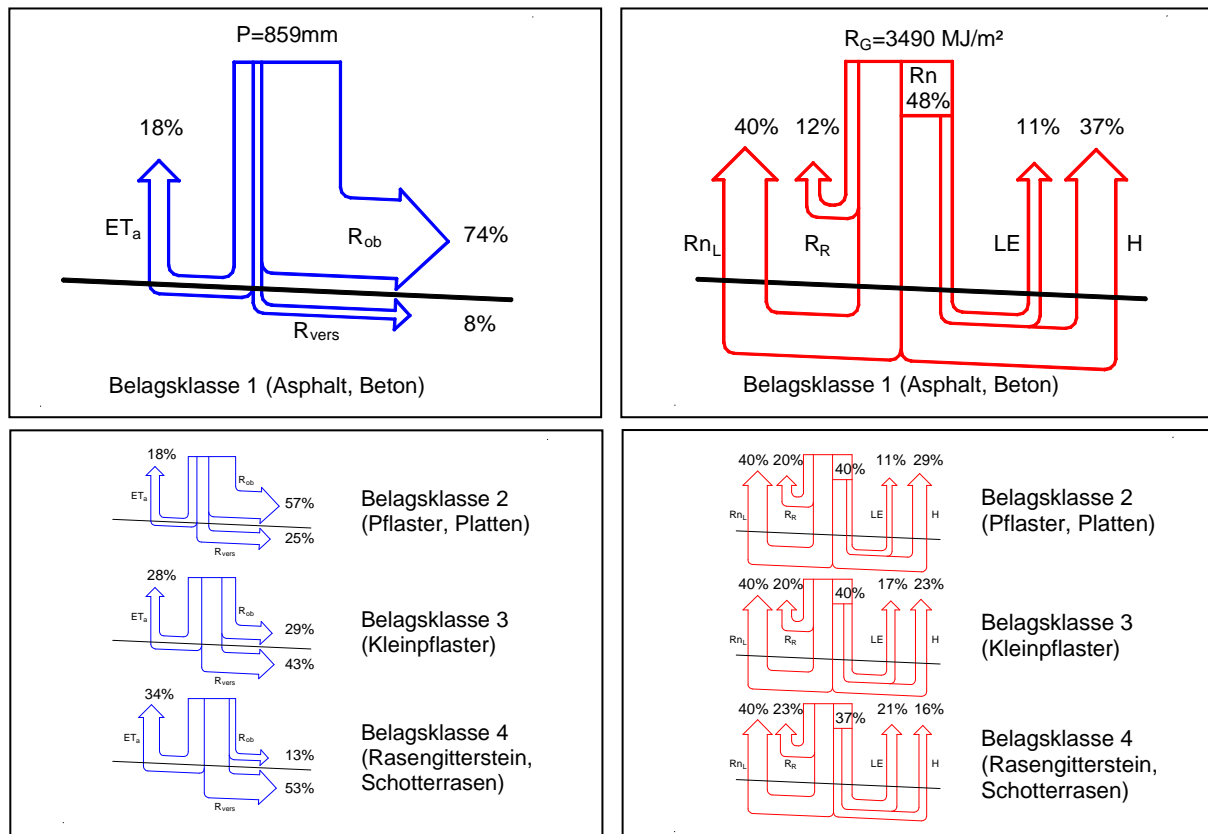 P=859mm
18%
ETa
Rob
74%
Rvers
8%
Belagsklasse 1 (Asphalt, Beton)
RG=3490 MJ/m²
Rn
48%
40%
12%
11%
37%
RnL
RR
LE
H
Belagsklasse 1 (Asphalt, Beton)
18%
ETa
Rob
57%
25%
Rvers
Belagsklasse 2
(Pflaster, Platten)
28%
ETa
Rob
29%
43%
Rvers
Belagsklasse 3
(Kleinpflaster)
34%
ETa
Rob
13%
53%
Rvers
Belagsklasse 4
(Rasengitterstein,
Schotterrasen)
40% 20%
40%
11% 29%
RnL
RR
LE
H
Belagsklasse 2
(Pflaster, Platten)
40% 20%
40%
17% 23%
RnL
RR
LE
H
Belagsklasse 3
(Kleinpflaster)
40% 23%
37%
21% 16%
RnL
RR
LE
H
Belagsklasse 4
(Rasengitterstein,
Schotterrasen)